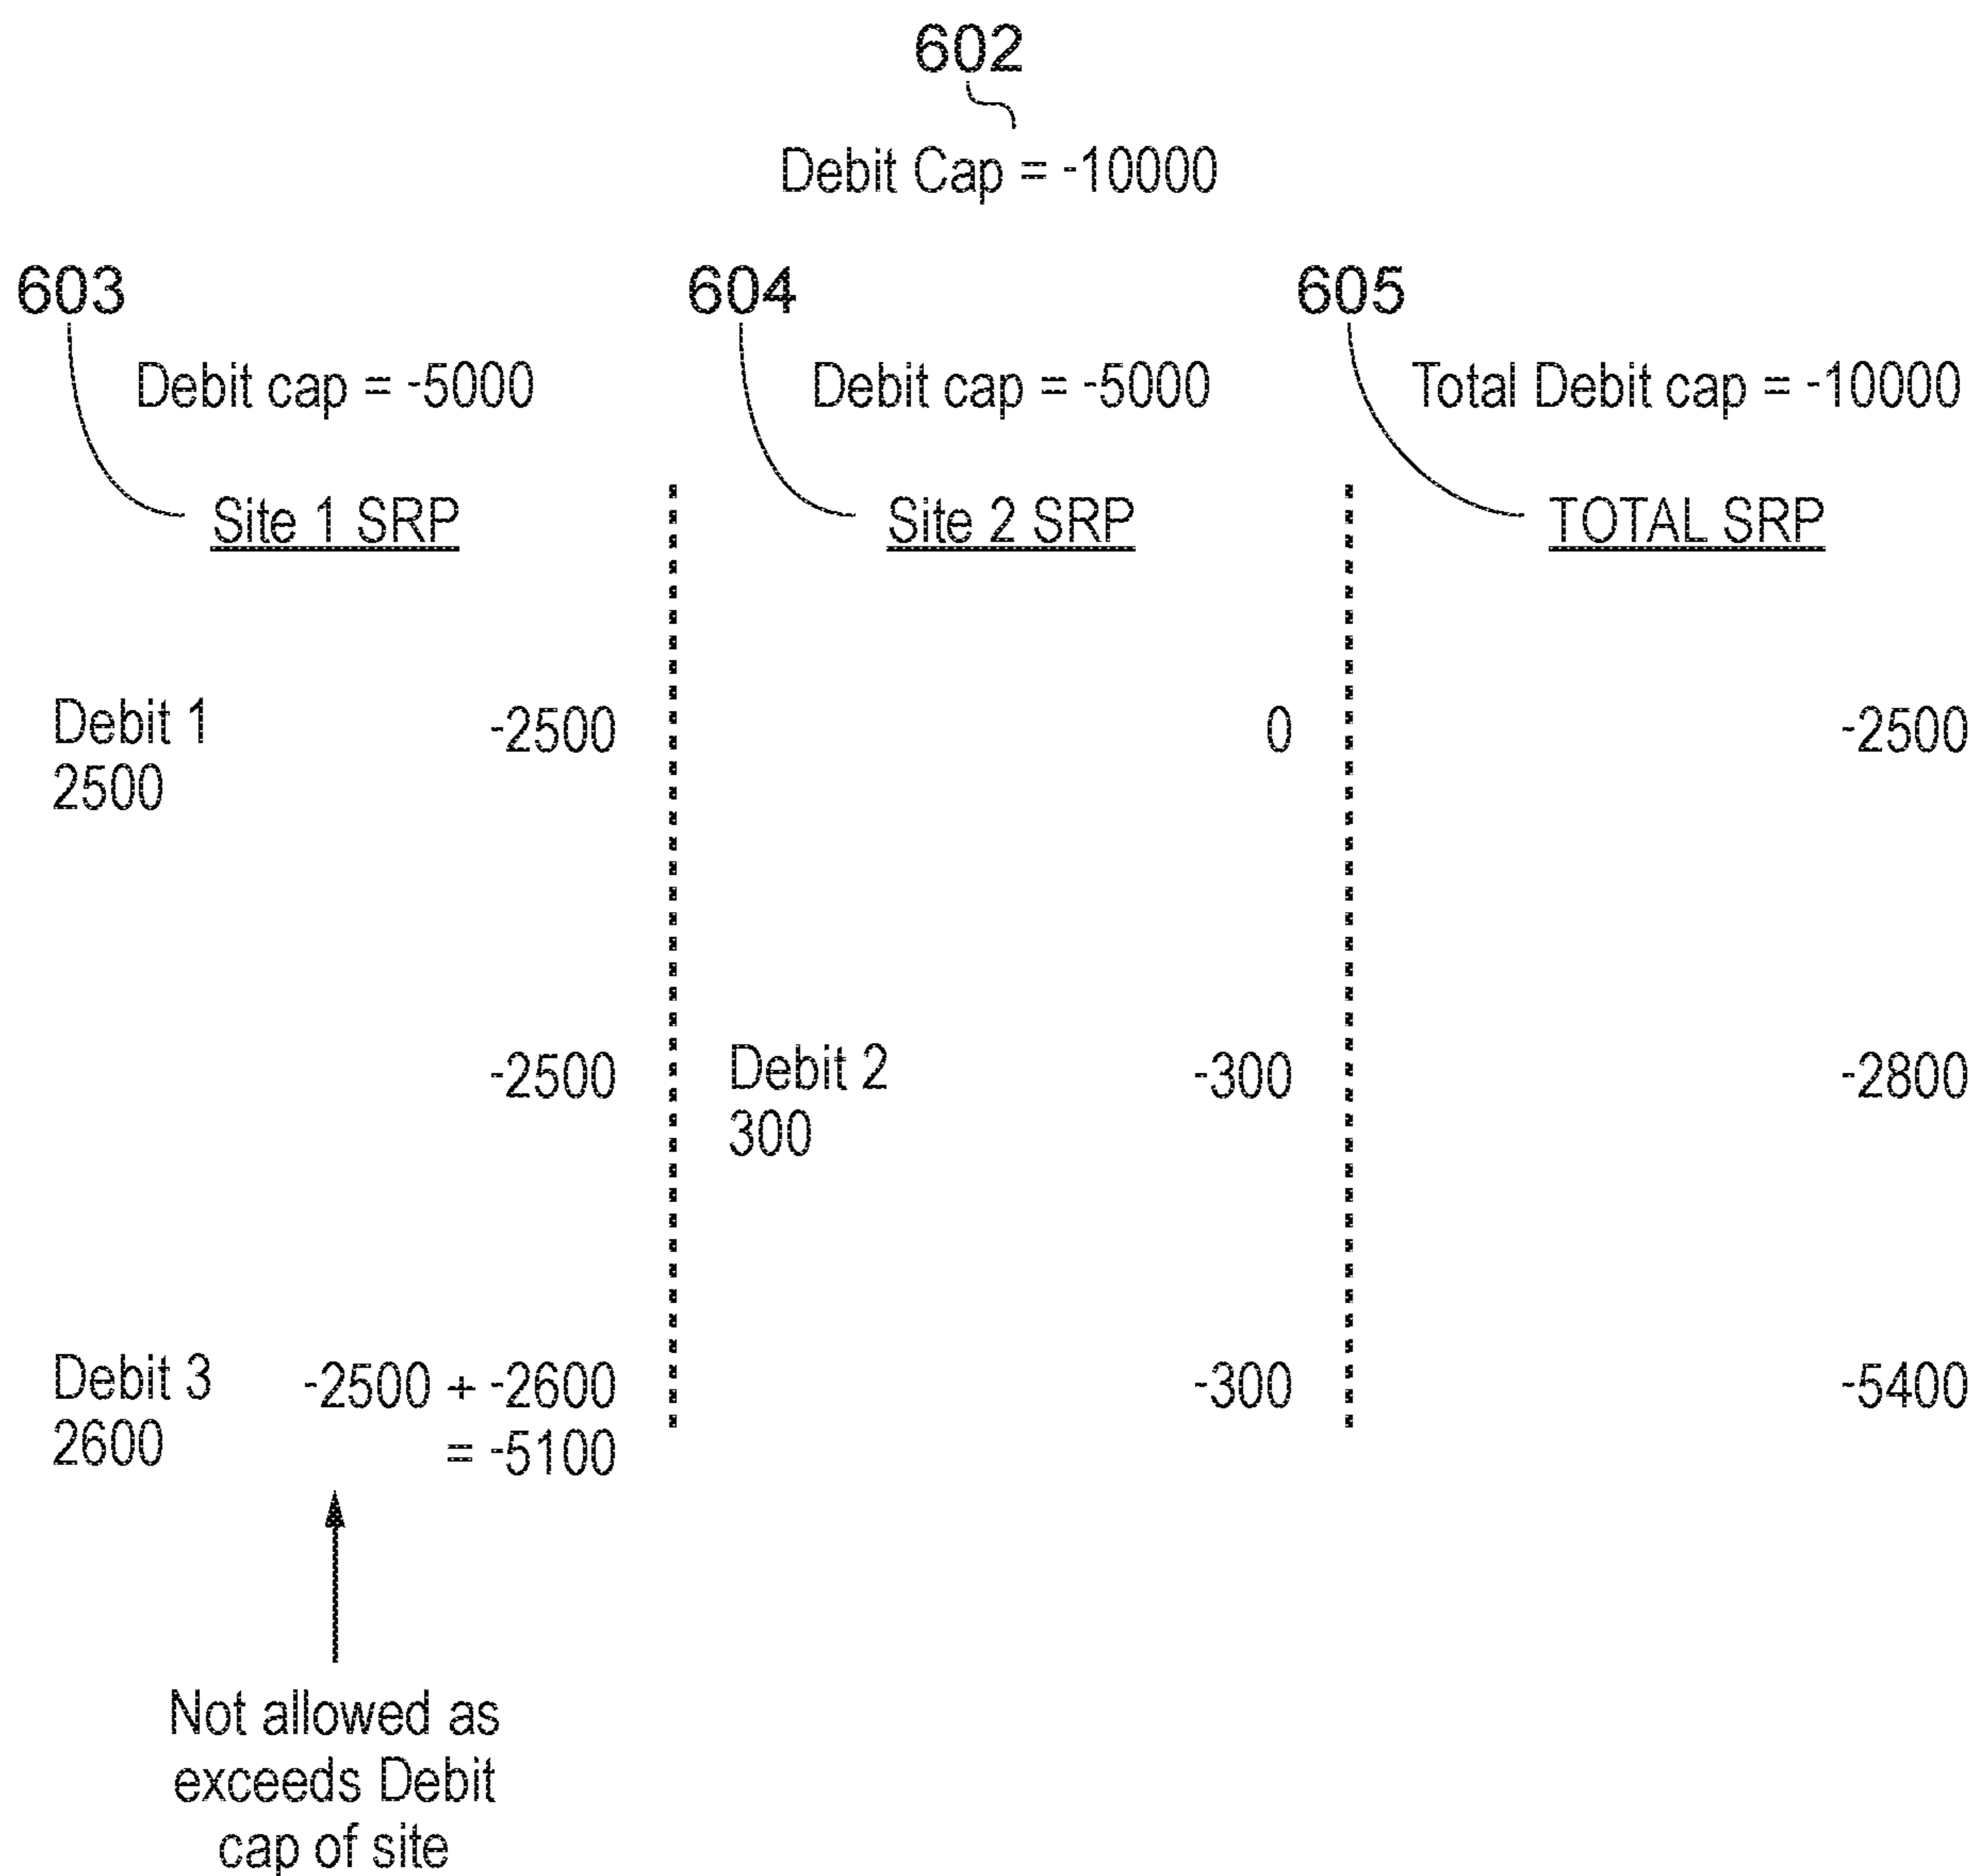 602
Debit Cap = -10000
603
604
605
Debit cap = -5000
Debit cap = -5000
Total Debit cap = -10000
Site 1 SRP
Site 2 SRP
TOTAL SRP
Debit 1
2500
-2500
0
-2500
-2500
Debit 2
300
-300
-2800
Debit 3
2600
-2500 + -2600
= -5100
-300
-5400
Not allowed as
exceeds Debit
cap of site